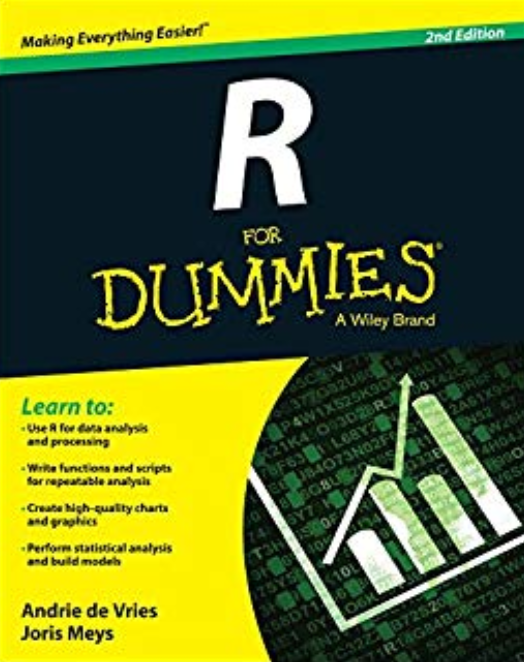 Making Everything Easier!™
2nd Edition
R
FOR
DUMMIES®
A Wiley Brand
Learn to:
• Use R for data analysis
and processing
• Write functions and scripts
for repeatable analysis
• Create high-quality charts
and graphics
• Perform statistical analysis
and build models
Andrie de Vries
Joris Meys